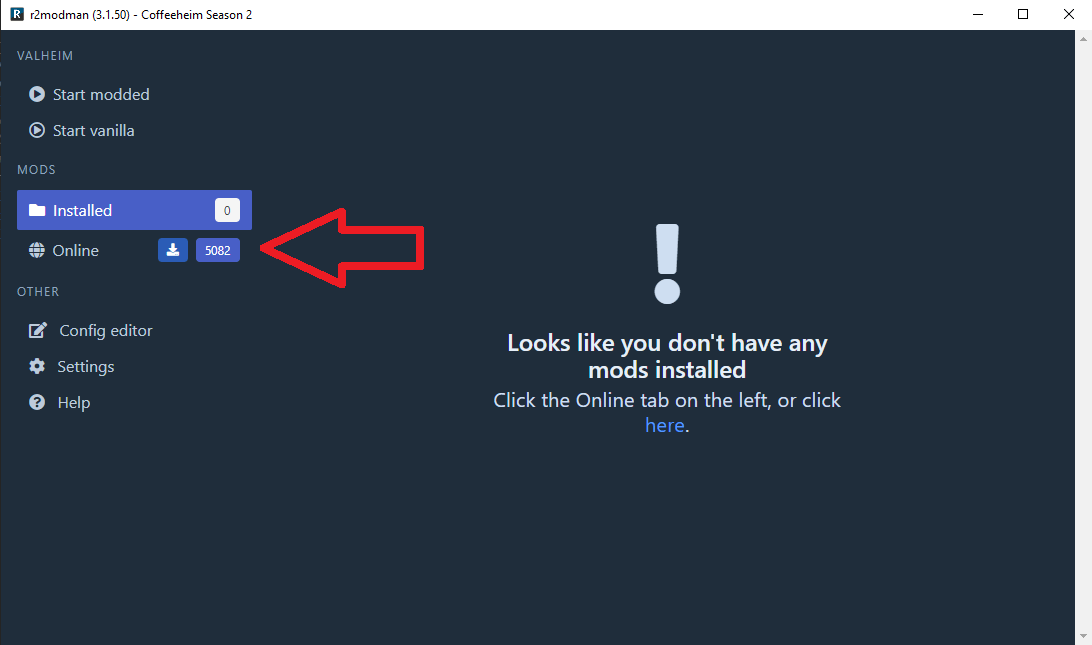 r2modman (3.1.50) - Coffeeheim Season 2
VALHEIM
Start modded
Start vanilla
MODS
Installed 0
Online 5082
OTHER
Config editor
Settings
Help
Looks like you don't have any
mods installed
Click the Online tab on the left, or click
here.